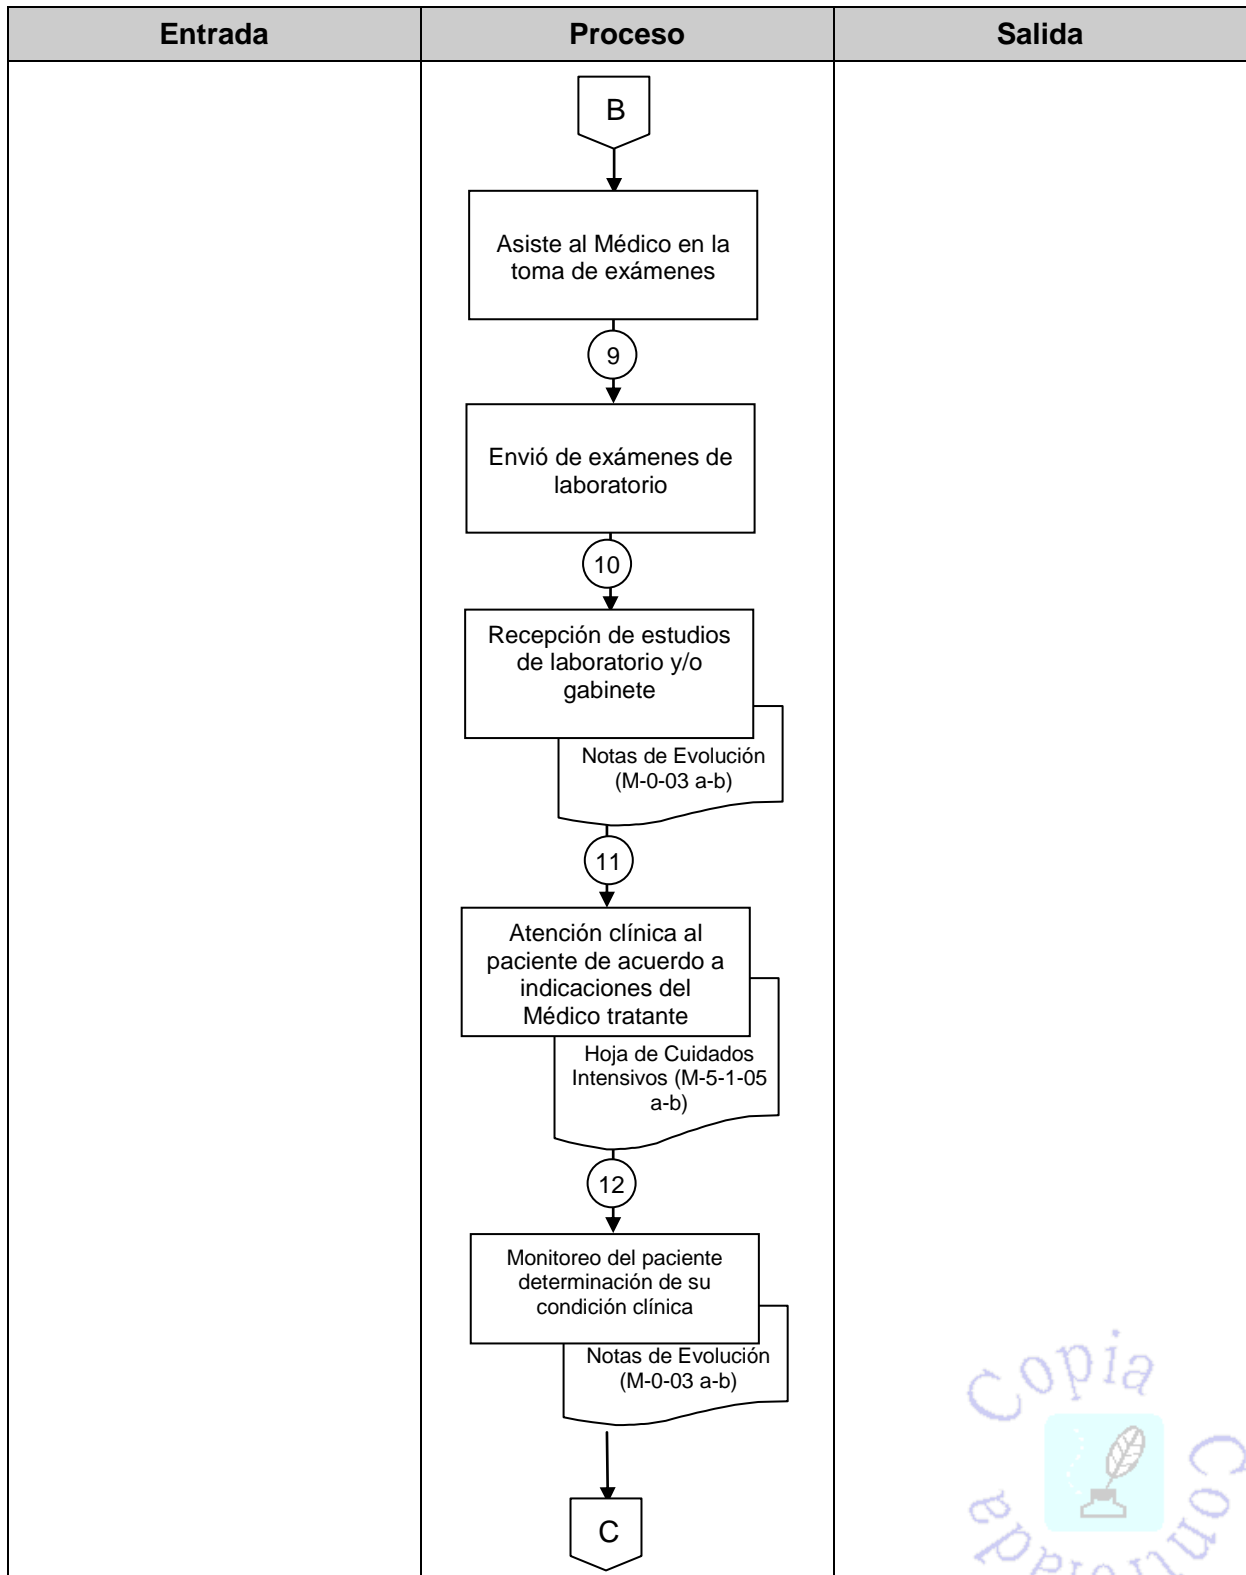 Entrada
Proceso
Salida
B
Asiste al Médico en la
toma de exámenes
9
Envió de exámenes de
laboratorio
10
Recepción de estudios
de laboratorio y/o
gabinete
Notas de Evolución
(M-0-03 a-b)
11
Atención clínica al
paciente de acuerdo a
indicaciones del
Médico tratante
Hoja de Cuidados
Intensivos (M-5-1-05
a-b)
12
Monitoreo del paciente
determinación de su
condición clínica
Notas de Evolución
(M-0-03 a-b)
C
Copia
Controlada